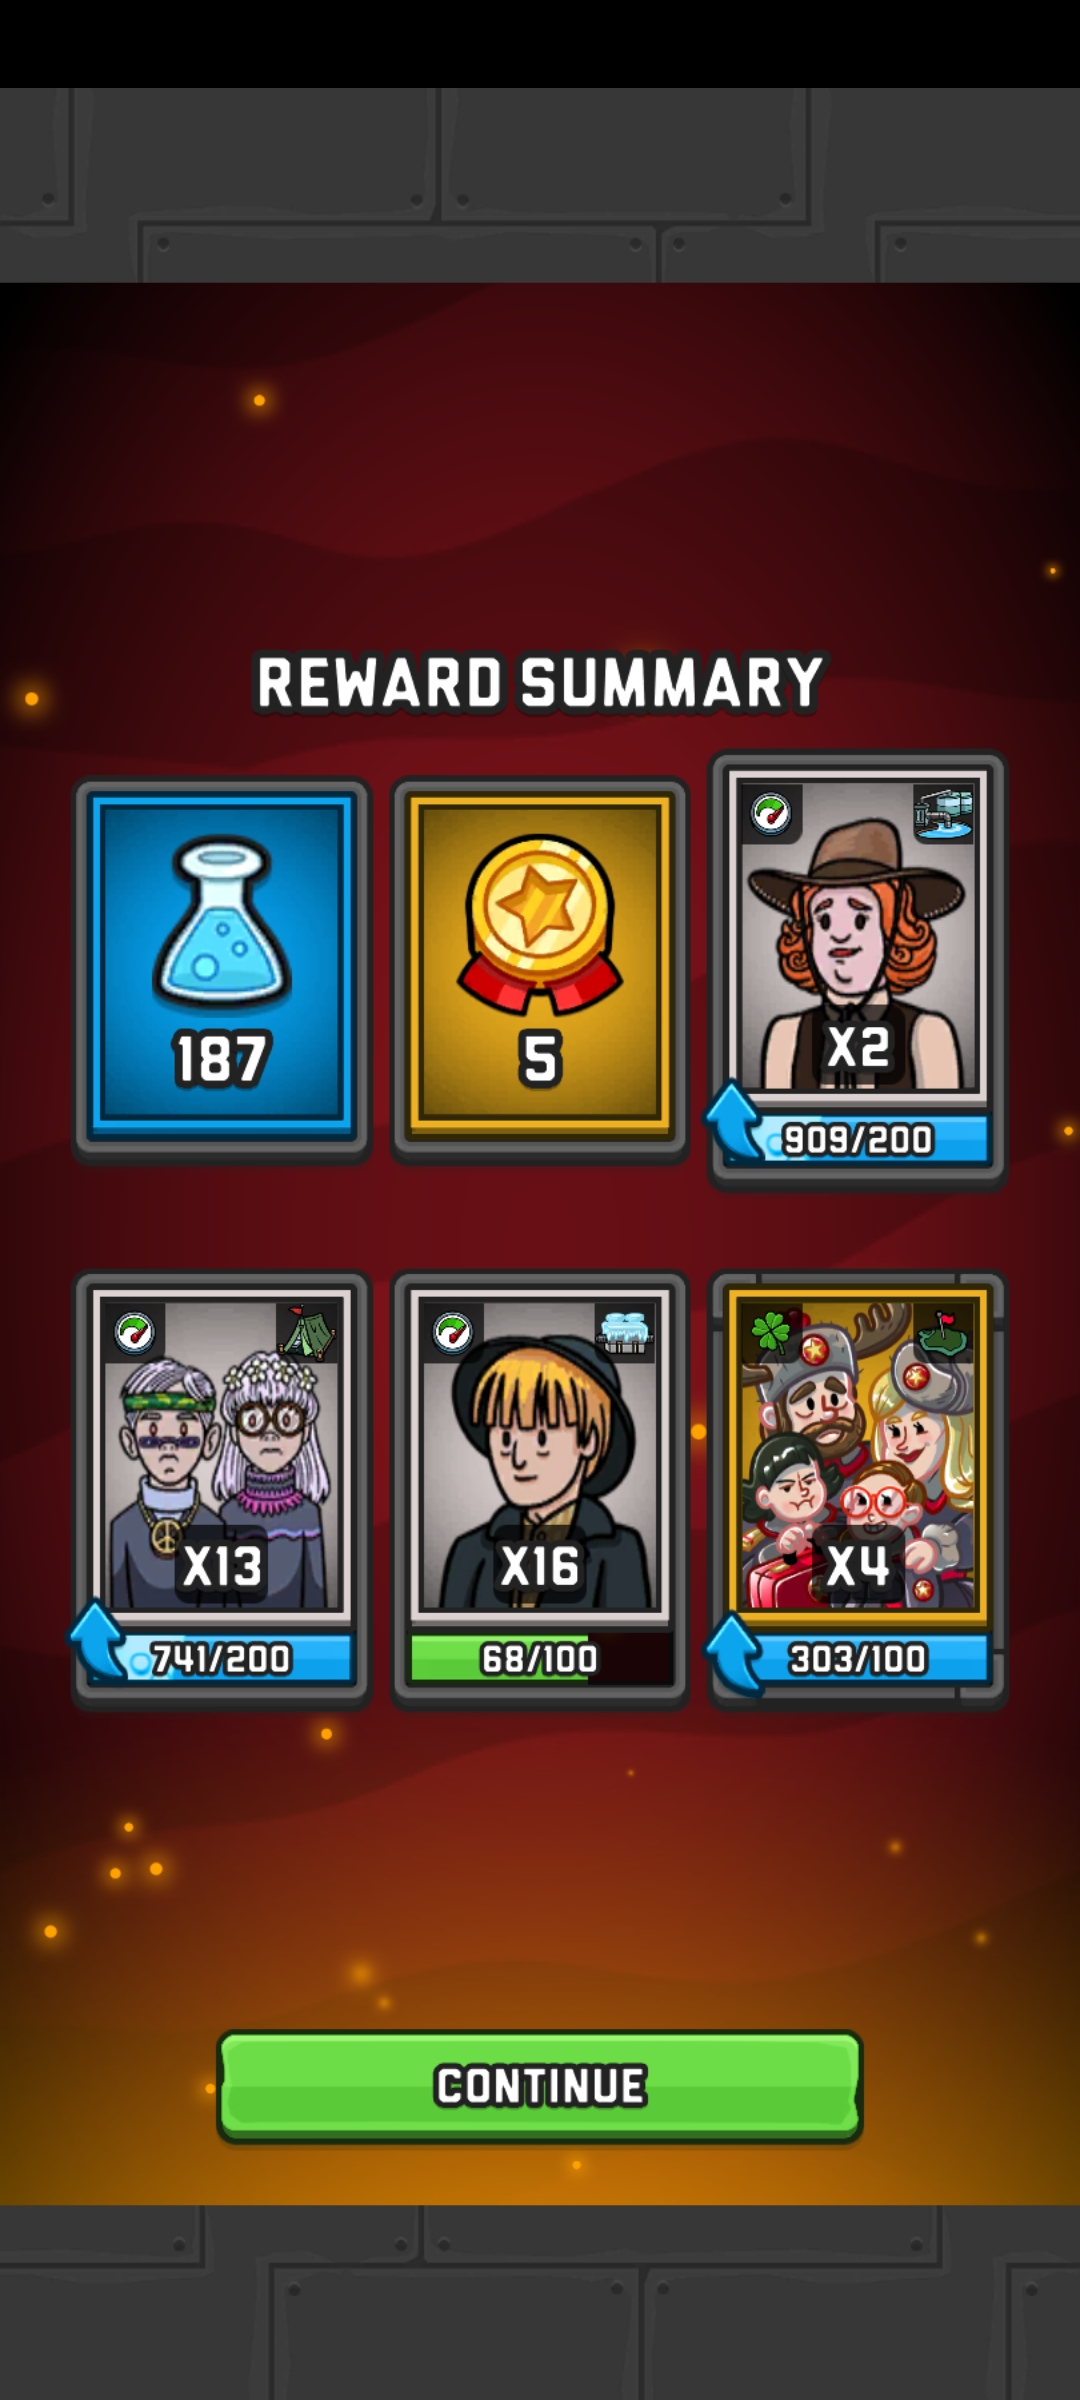 REWARD SUMMARY
187
5
X2
909/200
X13
741/200
X16
68/100
X4
303/100
CONTINUE